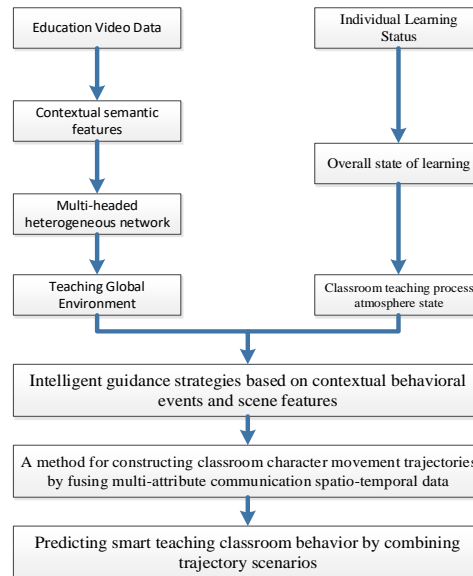 Education Video Data
Contextual semantic
features
Multi-headed
heterogeneous network
Teaching Global
Environment
Individual Learning
Status
Overall state of learning
Classroom teaching process
atmosphere state
Intelligent guidance strategies based on contextual behavioral
events and scene features
A method for constructing classroom character movement trajectories
by fusing multi-attribute communication spatio-temporal data
Predicting smart teaching classroom behavior by combining
trajectory scenarios